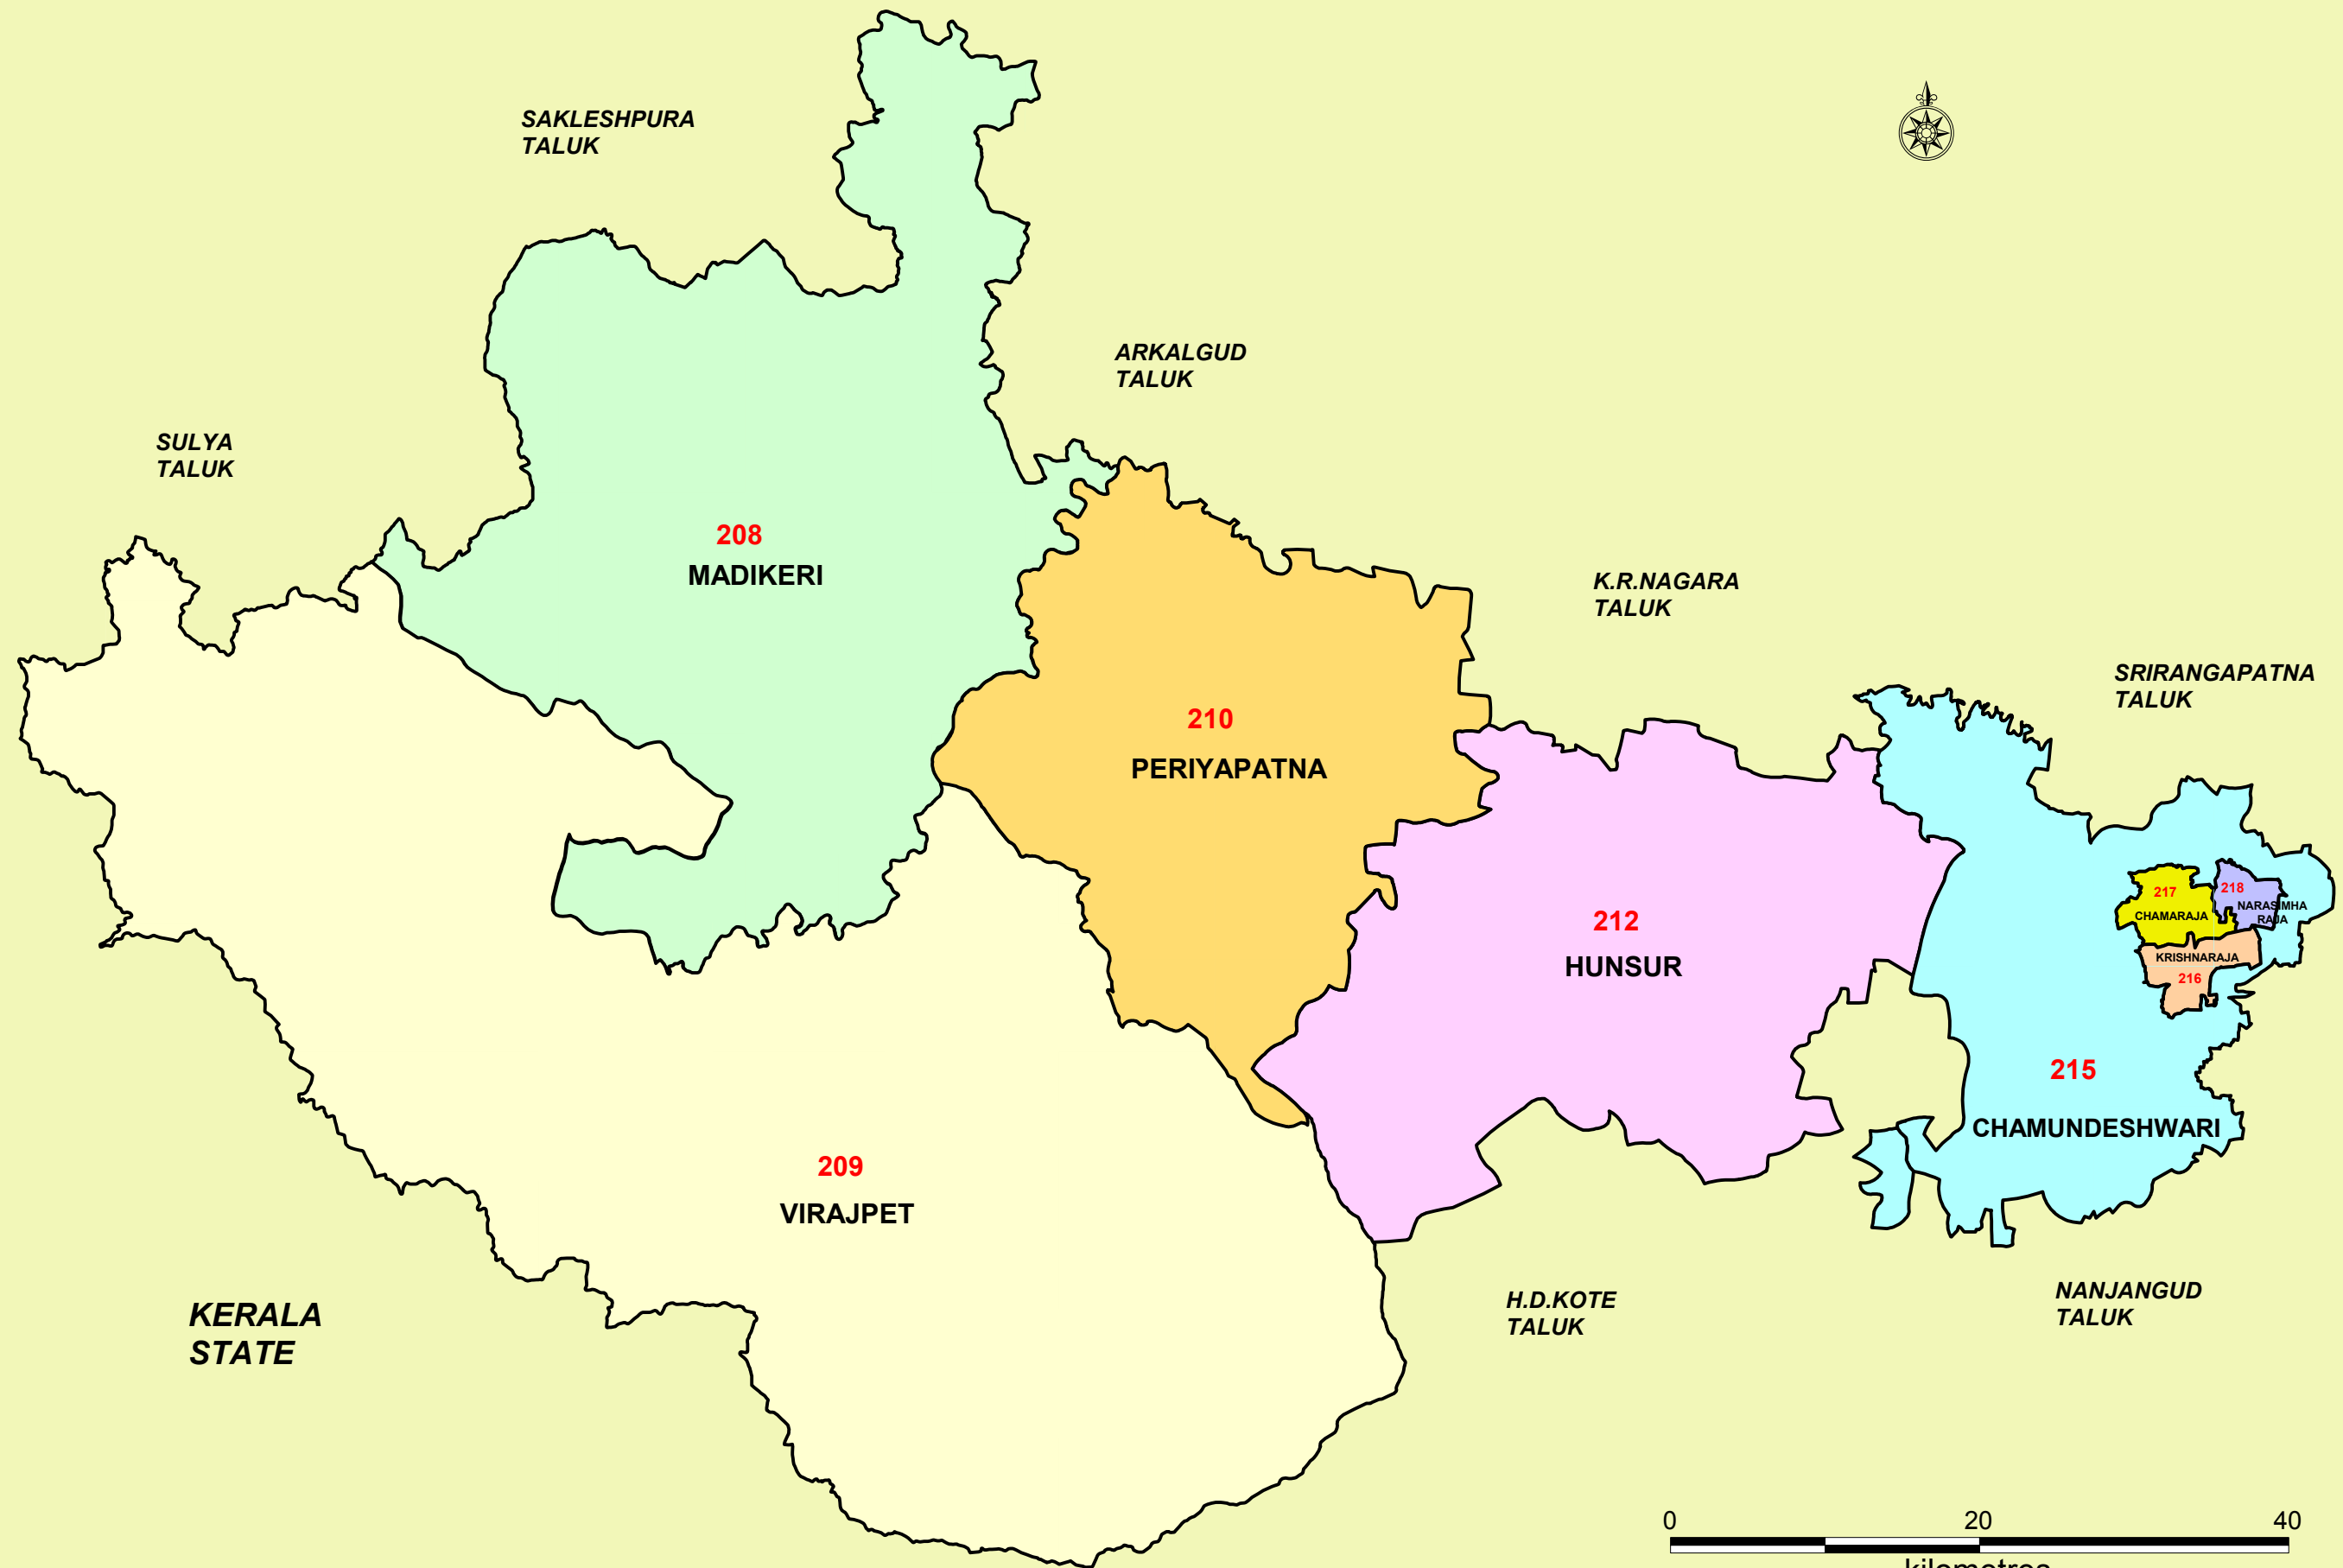 SAKLESHPURA
TALUK
ARKALGUD
TALUK
SULYA
TALUK
208
MADIKERI
K.R.NAGARA
TALUK
SRIRANGAPATNA
TALUK
210
PERIYAPATNA
217
CHAMARAJA
218
NARASIMHA
RAJA
212
HUNSUR
KRISHNARAJA
216
215
CHAMUNDESHWARI
209
VIRAJPET
KERALA
STATE
H.D.KOTE
TALUK
NANJANGUD
TALUK
0 20 40
kilometres